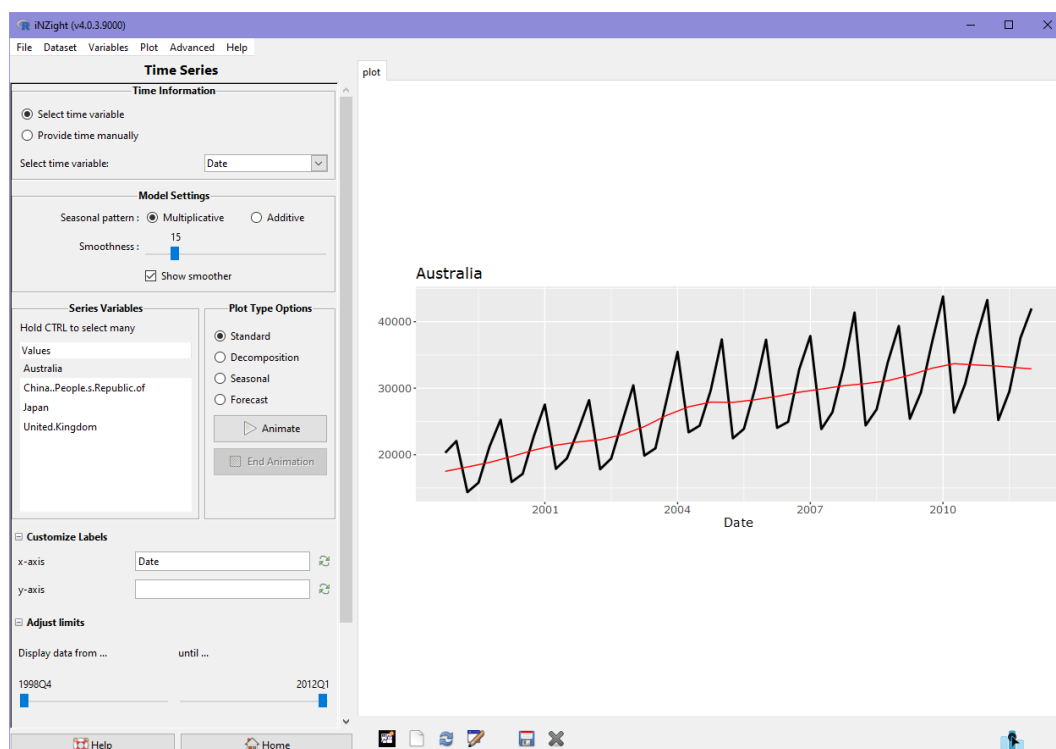 iNZight (v4.0.3.9000)
File Dataset Variables Plot Advanced Help
Time Series
Time Information
Select time variable
Provide time manually
Select time variable: Date
Model Settings
Seasonal pattern : Multiplicative Additive
15
Smoothness :
Show smoother
Series Variables
Hold CTRL to select many
Values
Australia
China..People.s.Republic.of
Japan
United.Kingdom
Plot Type Options
Standard
Decomposition
Seasonal
Forecast
Animate
End Animation
Customize Labels
x-axis Date
y-axis
Adjust limits
Display data from ... until ...
1998Q4 2012Q1
Help Home
plot
Australia
40000
30000
20000
2001 2004 2007 2010
Date